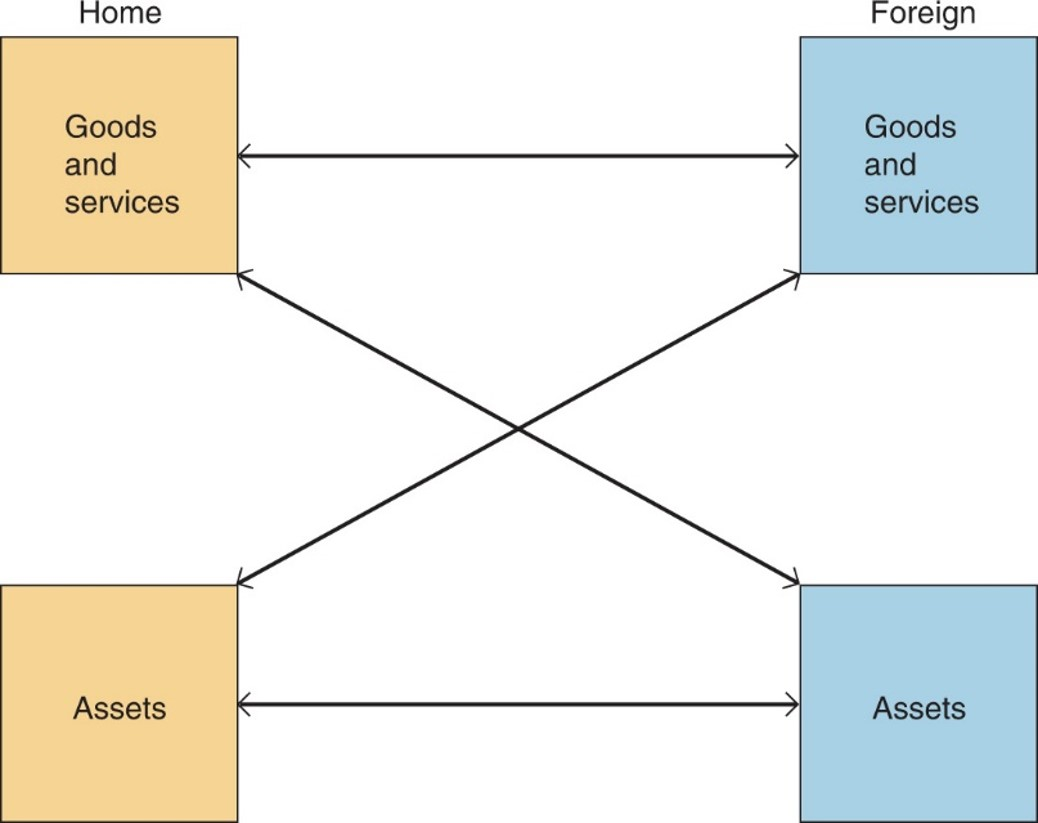 Home
Foreign
Goods
and
services
Goods
and
services
Assets
Assets